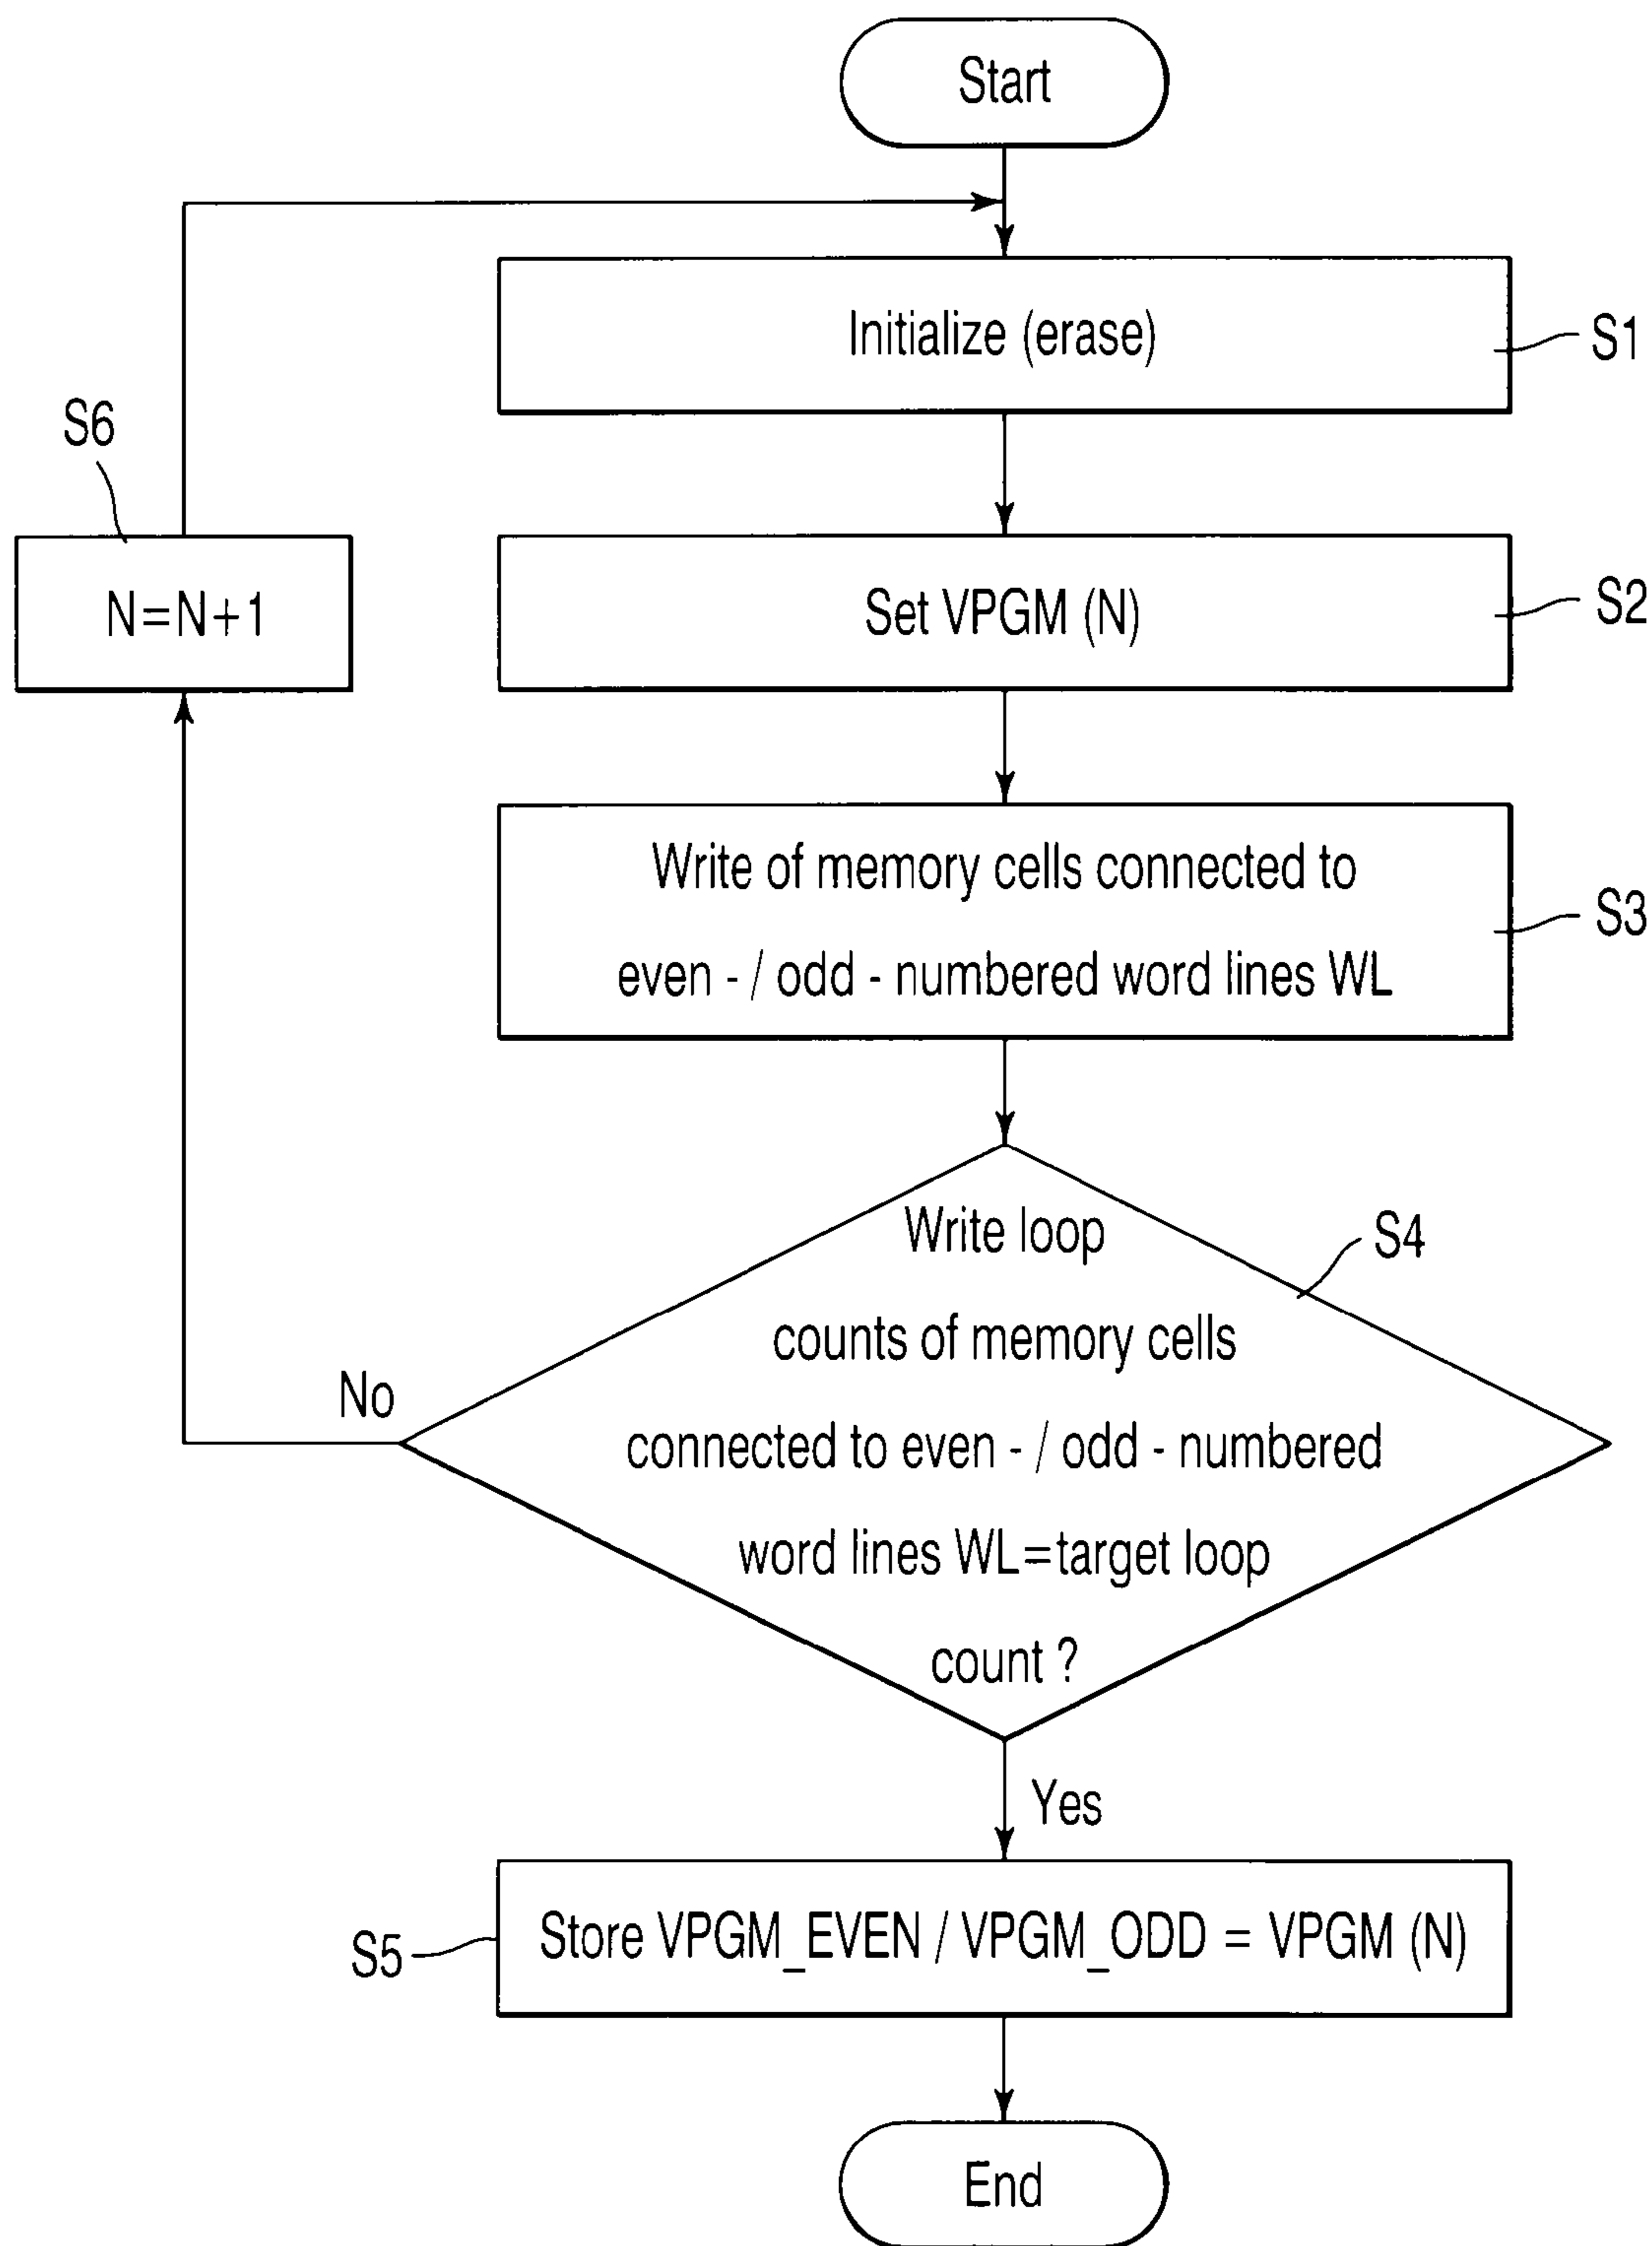 Start
Initialize (erase)
S1
S6
N=N+1
Set VPGM (N)
S2
Write of memory cells connected to
even - / odd - numbered word lines WL
S3
Write loop
S4
counts of memory cells
No
connected to even - / odd - numbered
word lines WL=target loop
count ?
Yes
Store VPGM_EVEN / VPGM_ODD = VPGM (N)
S5
End